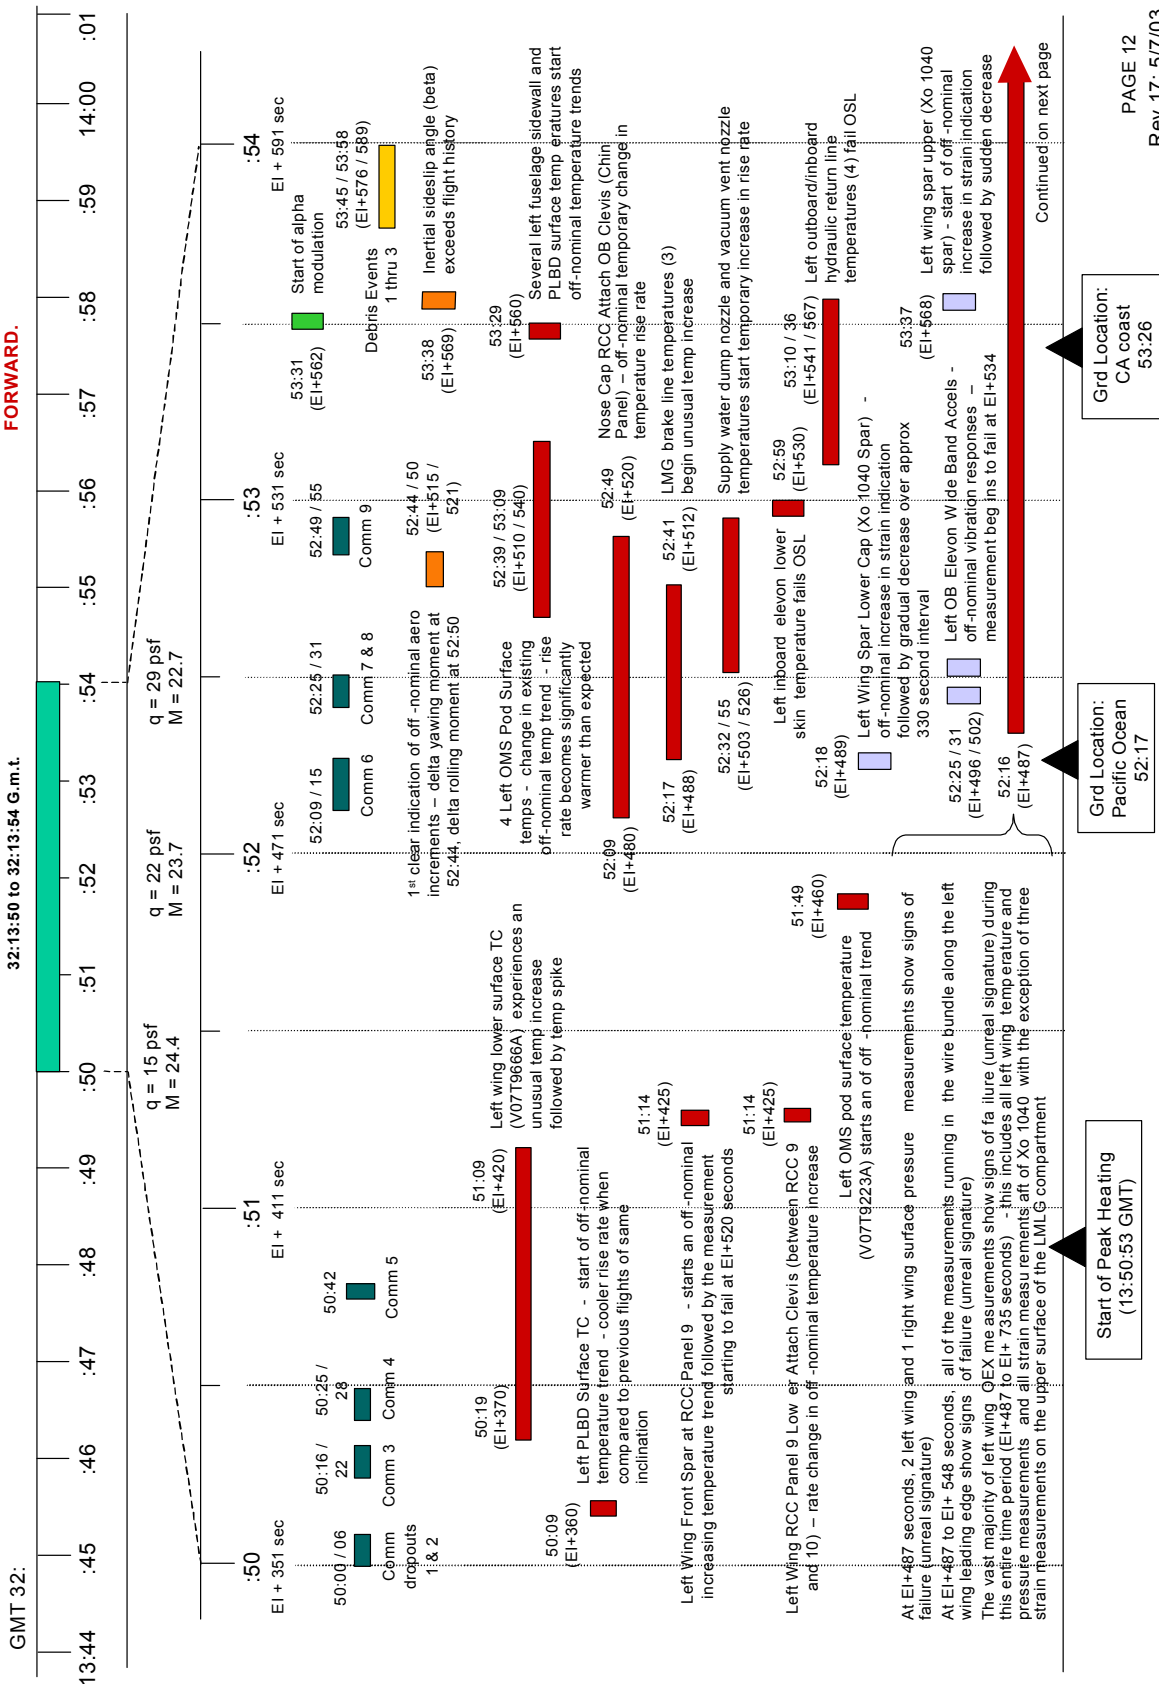 FORWARD.
32:13:50 to 32:13:54 G.m.t.
GMT 32:
13:44
:45
:46
:47
:48
:49
:50
:51
:52
:53
:54
:55
:56
:57
:58
:59
14:00
:01
q = 15 psf
M = 24.4
q = 22 psf
M = 23.7
q = 29 psf
M = 22.7
:50
:51
:52
:53
:54
EI + 351 sec
EI + 411 sec
EI + 471 sec
EI + 531 sec
EI + 591 sec
50:00 / 06
Comm
dropouts
1 & 2
50:16 /
22
Comm 3
50:25 /
28
Comm 4
50:42
Comm 5
52:09 / 15
Comm 6
52:25 / 31
Comm 7 & 8
52:49 / 55
Comm 9
53:31
(EI+562)
Start of alpha
modulation
Debris Events
1 thru 3
53:45 / 53:58
(EI+576 / 589)
1st clear indication of off -nominal aero
increments – delta yawing moment at
52:44, delta rolling moment at 52:50
52:44 / 50
(EI+515 /
521)
53:38
(EI+569)
Inertial sideslip angle (beta)
exceeds flight history
50:19
(EI+370)
51:09
(EI+420)
Left wing lower surface TC
(V07T9666A) experiences an
unusual temp increase
followed by temp spike
4 Left OMS Pod Surface
temps - change in existing
off-nominal temp trend - rise
rate becomes significantly
warmer than expected
52:39 / 53:09
(EI+510 / 540)
53:29
(EI+560)
Several left fuselage sidewall and
PLBD surface temp eratures start
off-nominal temperature trends
50:09
(EI+360)
Left PLBD Surface TC - start of off-nominal
temperature trend - cooler rise rate when
compared to previous flights of same
inclination
52:09
(EI+480)
52:49
(EI+520)
Nose Cap RCC Attach OB Clevis (Chin
Panel) – off-nominal temporary change in
temperature rise rate
Left Wing Front Spar at RCC Panel 9 - starts an off-nominal
increasing temperature trend followed by the measurement
starting to fail at EI+520 seconds
51:14
(EI+425)
52:17
(EI+488)
52:41
(EI+512)
LMG brake line temperatures (3)
begin unusual temp increase
52:32 / 55
(EI+503 / 526)
Supply water dump nozzle and vacuum vent nozzle
temperatures start temporary increase in rise rate
Left Wing RCC Panel 9 Low er Attach Clevis (between RCC 9
and 10) – rate change in off -nominal temperature increase
51:14
(EI+425)
Left inboard elevon lower
skin temperature fails OSL
52:59
(EI+530)
53:10 / 36
(EI+541 / 567)
Left outboard/inboard
hydraulic return line
temperatures (4) fail OSL
Left OMS pod surface temperature
(V07T9223A) starts an of off -nominal trend
51:49
(EI+460)
52:18
(EI+489)
Left Wing Spar Lower Cap (Xo 1040 Spar) -
off-nominal increase in strain indication
followed by gradual decrease over approx
330 second interval
52:25 / 31
(EI+496 / 502)
Left OB Elevon Wide Band Accels -
off-nominal vibration responses –
measurement beg ins to fail at EI+534
53:37
(EI+568)
Left wing spar upper (Xo 1040
spar) - start of off -nominal
increase in strain indication
followed by sudden decrease
At EI+487 seconds, 2 left wing and 1 right wing surface pressure measurements show signs of
failure (unreal signature)
At EI+487 to EI+ 548 seconds, all of the measurements running in the wire bundle along the left
wing leading edge show signs of failure (unreal signature)
The vast majority of left wing OEX me asurements show signs of fa ilure (unreal signature) during
this entire time period (EI+487 to EI+ 735 seconds) - this includes all left wing temp erature and
pressure measurements and all strain measurements aft of Xo 1040 with the exception of three
strain measurements on the upper surface of the LMLG compartment
52:16
(EI+487)
Continued on next page
Start of Peak Heating
(13:50:53 GMT)
Grd Location:
Pacific Ocean
52:17
Grd Location:
CA coast
53:26
PAGE 12
Rev 17: 5/7/03